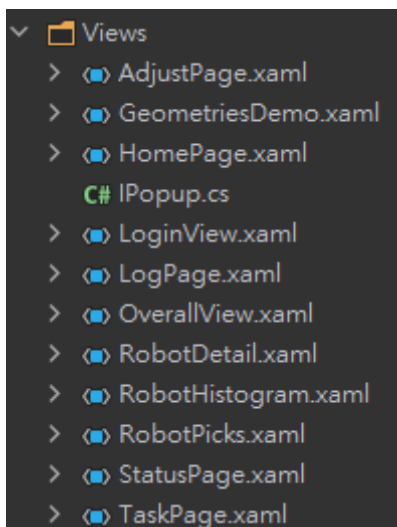 Views
AdjustPage.xaml
GeometriesDemo.xaml
HomePage.xaml
C# IPopup.cs
LoginView.xaml
LogPage.xaml
OverallView.xaml
RobotDetail.xaml
RobotHistogram.xaml
RobotPicks.xaml
StatusPage.xaml
TaskPage.xaml